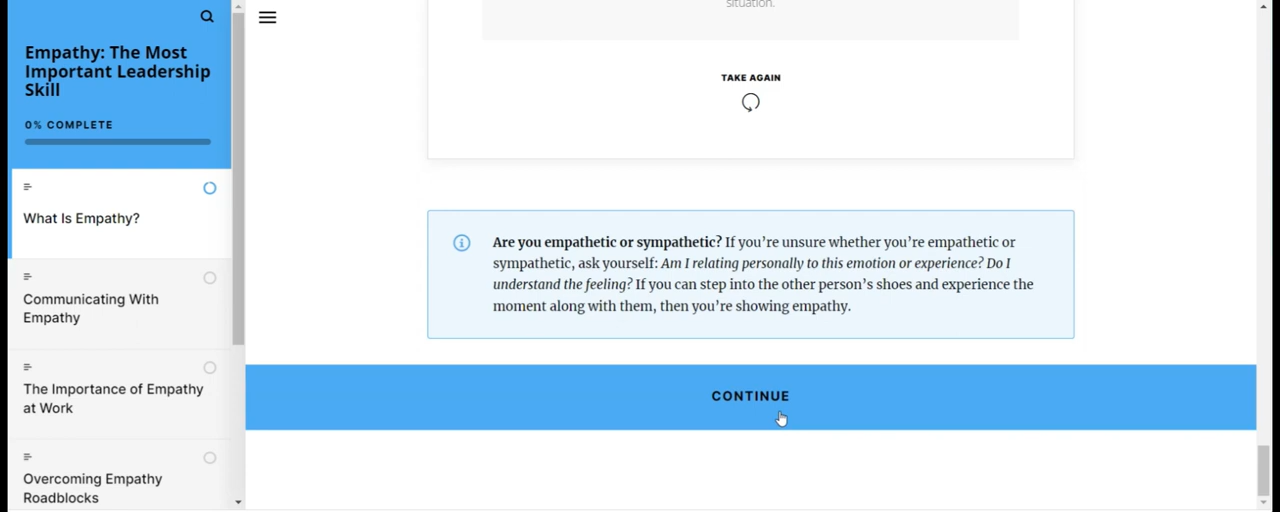 Empathy: The Most
Important Leadership
Skill
0% COMPLETE
What Is Empathy?
Communicating With
Empathy
The Importance of Empathy
at Work
Overcoming Empathy
Roadblocks
situation.
TAKE AGAIN
Are you empathetic or sympathetic? If you’re unsure whether you’re empathetic or
sympathetic, ask yourself: Am I relating personally to this emotion or experience? Do I
understand the feeling? If you can step into the other person’s shoes and experience the
moment along with them, then you’re showing empathy.
CONTINUE